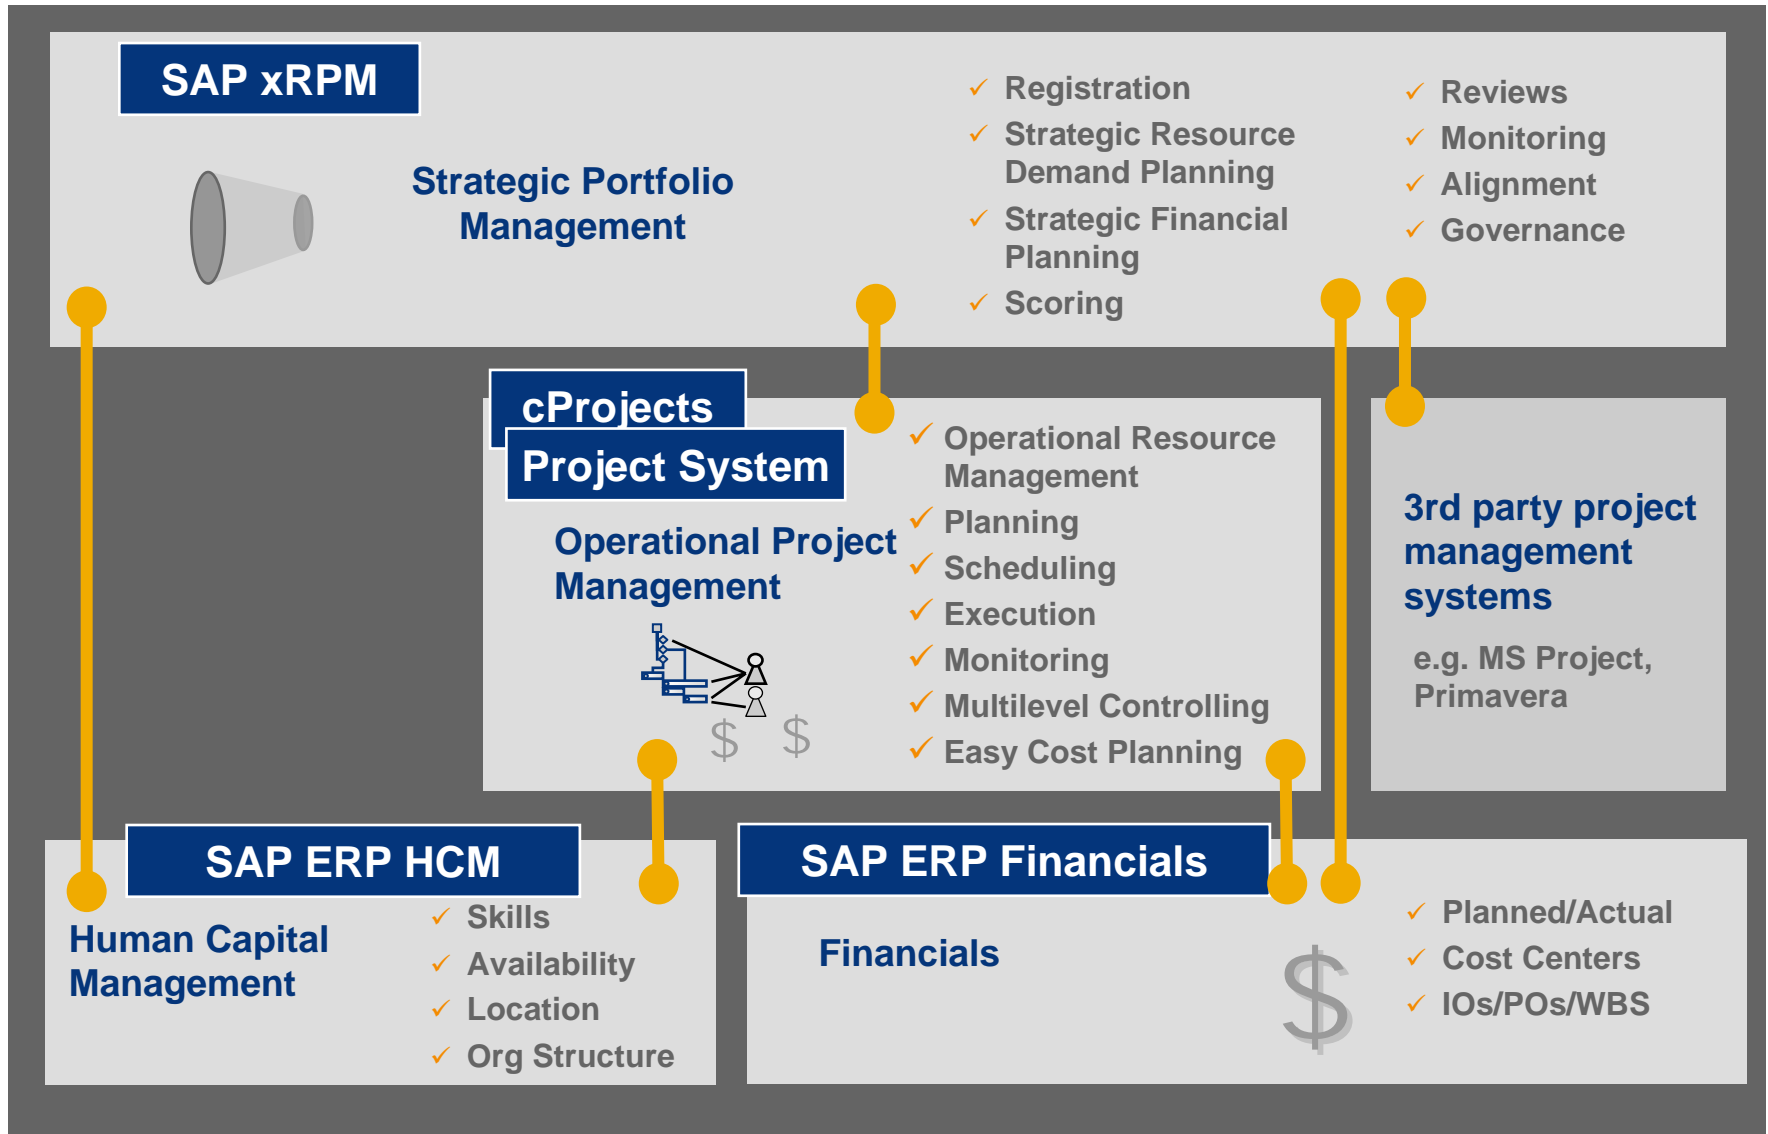 SAP xRPM
Strategic Portfolio
Management
✓ Registration
✓ Strategic Resource
Demand Planning
✓ Strategic Financial
Planning
✓ Scoring
✓ Reviews
✓ Monitoring
✓ Alignment
✓ Governance
cProjects
Project System
Operational Project
Management
$ $
✓ Operational Resource
Management
✓ Planning
✓ Scheduling
✓ Execution
✓ Monitoring
✓ Multilevel Controlling
✓ Easy Cost Planning
3rd party project
management
systems
e.g. MS Project,
Primavera
SAP ERP HCM
Human Capital
Management
✓ Skills
✓ Availability
✓ Location
✓ Org Structure
SAP ERP Financials
Financials
$
✓ Planned/Actual
✓ Cost Centers
✓ IOs/POs/WBS